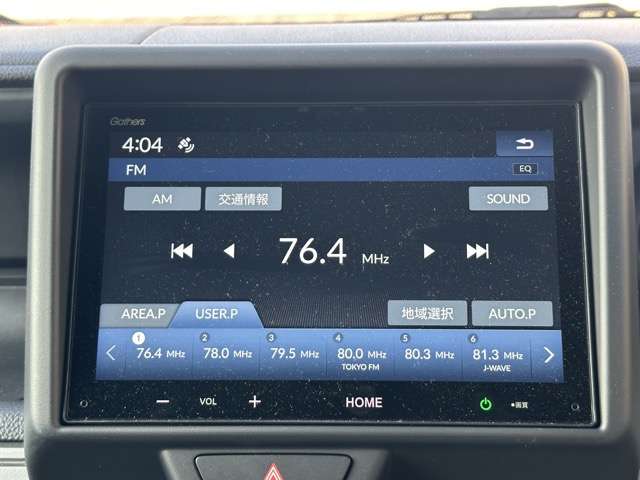 Gathers
4:04
FM EQ
AM 交通情報 SOUND
76.4 MHz
AREA.P USER.P 地域選択 AUTO.P
1 2 3 4 5 6
76.4 MHz 78.0 MHz 79.5 MHz 80.0 MHz 80.3 MHz 81.3 MHz
TOKYO FM J-WAVE
− VOL + HOME •画質